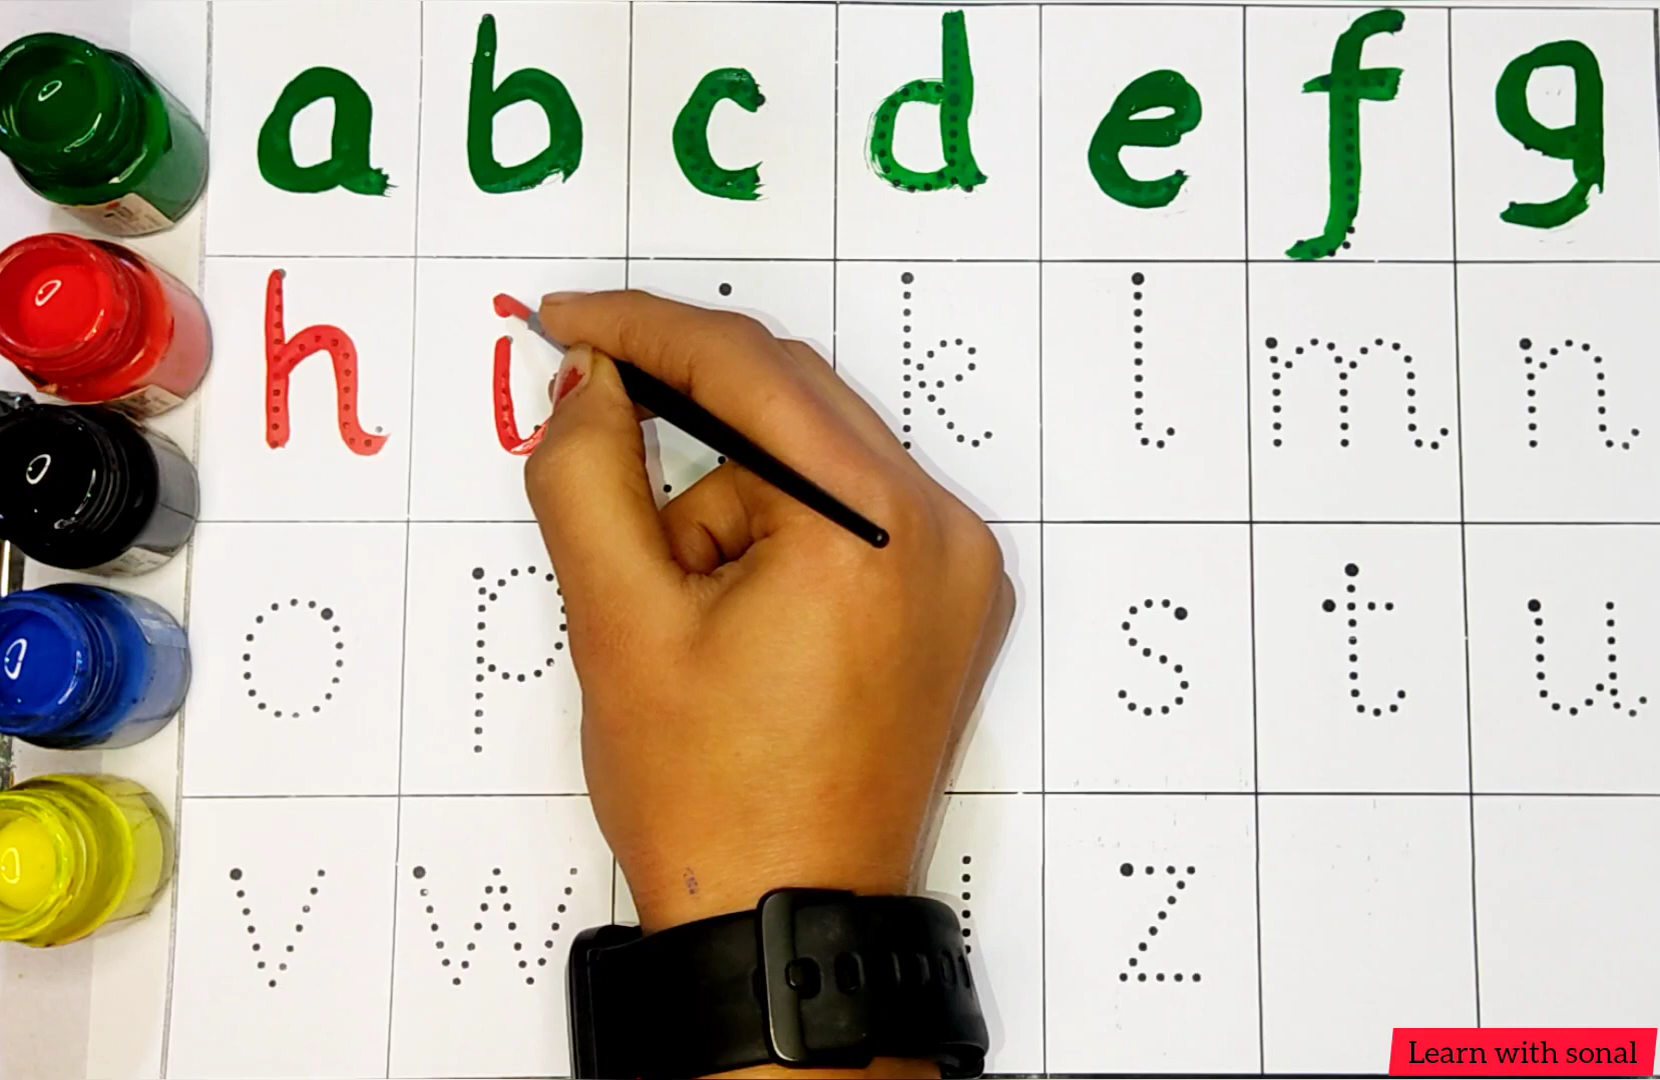 a b c d e f g
h i k l m n
o p s t u
v w z
Learn with sonal